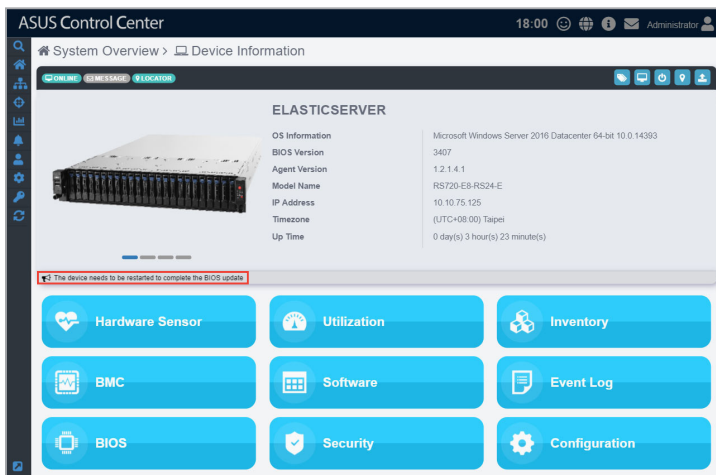 ASUS Control Center
18:00
Administrator
System Overview > Device Information
ONLINE MESSAGE LOCATOR
ELASTICSERVER
OS Information Microsoft Windows Server 2016 Datacenter 64-bit 10.0.14393
BIOS Version 3407
Agent Version 1.2.1.4.1
Model Name RS720-E8-RS24-E
IP Address 10.10.75.125
Timezone (UTC+08:00) Taipei
Up Time 0 day(s) 3 hour(s) 23 minute(s)
The device needs to be restarted to complete the BIOS update
Hardware Sensor Utilization Inventory
BMC Software Event Log
BIOS Security Configuration